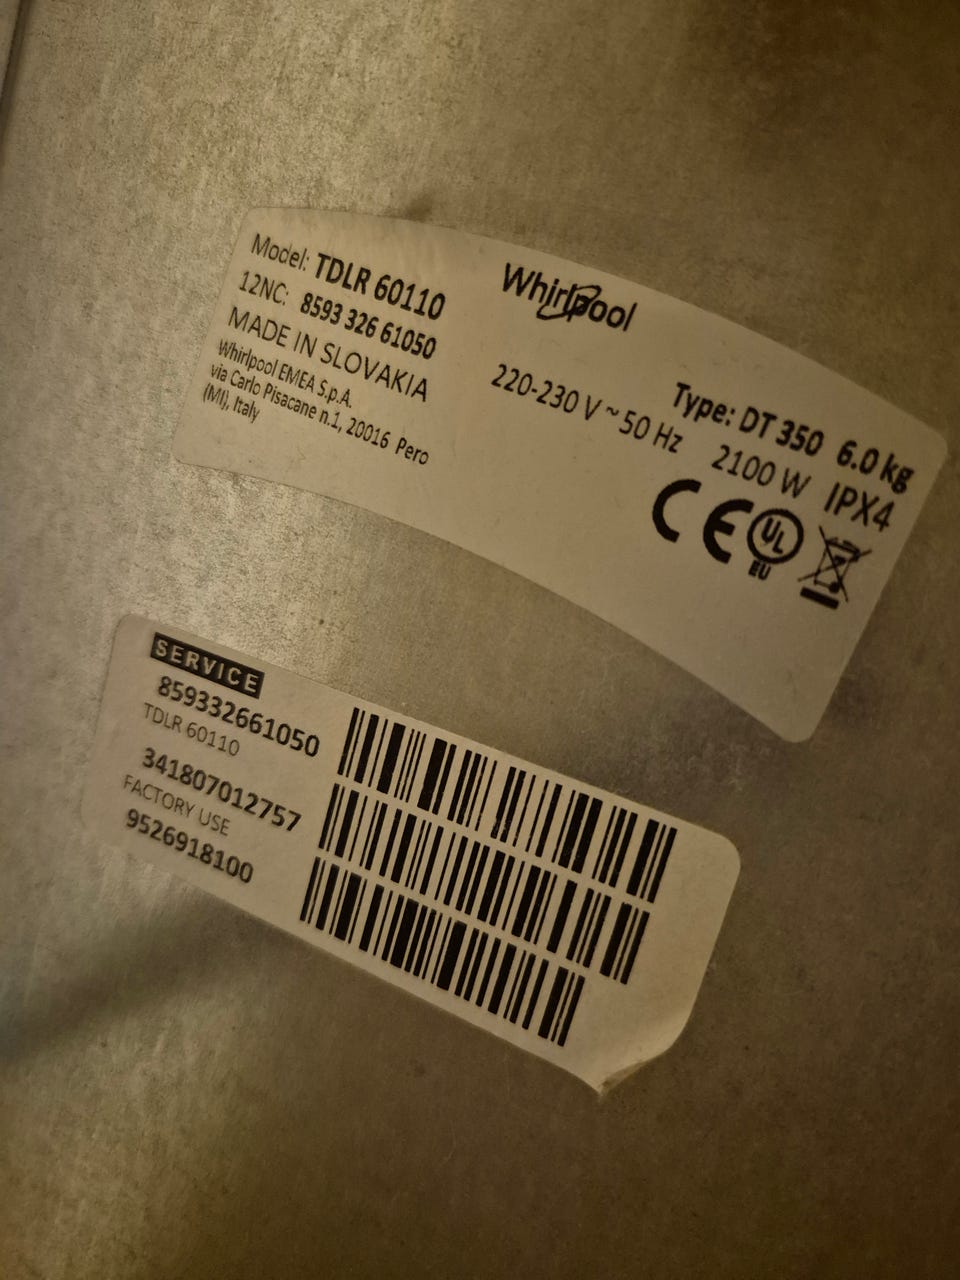 Model: TDLR 60110
12NC: 8593 326 61050
MADE IN SLOVAKIA
Whirlpool EMEA S.p.A.
via Carlo Pisacane n.1, 20016 Pero
(MI), Italy
Whirlpool
Type: DT 350 6.0 kg
220-230 V ~ 50 Hz 2100 W IPX4
CE UL
EU
SERVICE
859332661050
TDLR 60110
341807012757
FACTORY USE
9526918100